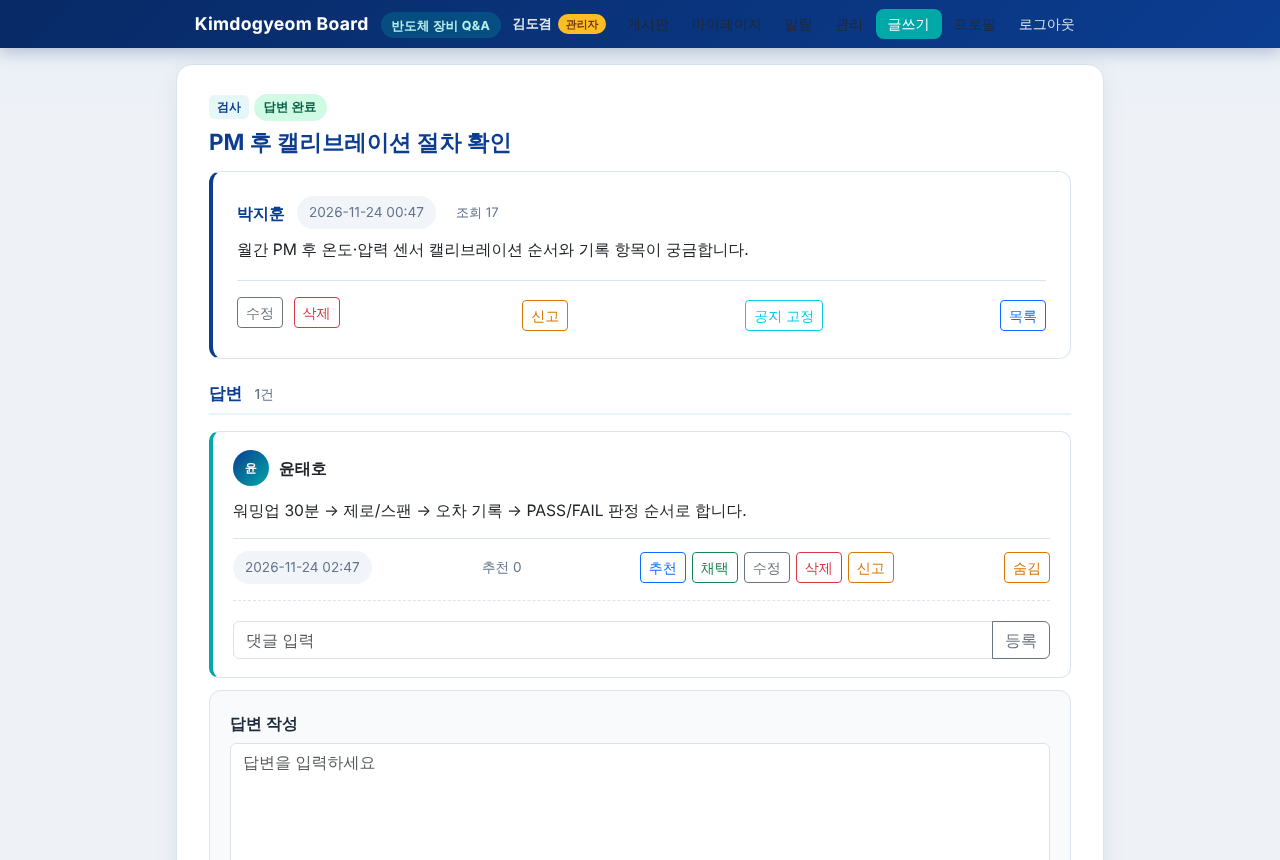 Kimdogyeom Board 반도체 장비 Q&A 김도겸 관리자 게시판 마이페이지 알림 관리 글쓰기 프로필 로그아웃
검사 답변 완료
PM 후 캘리브레이션 절차 확인
박지훈 2026-11-24 00:47 조회 17
월간 PM 후 온도·압력 센서 캘리브레이션 순서와 기록 항목이 궁금합니다.
수정 삭제 신고 공지 고정 목록
답변 1건
윤 윤태호
워밍업 30분 → 제로/스팬 → 오차 기록 → PASS/FAIL 판정 순서로 합니다.
2026-11-24 02:47 추천 0 추천 채택 수정 삭제 신고 숨김
댓글 입력 등록
답변 작성
답변을 입력하세요